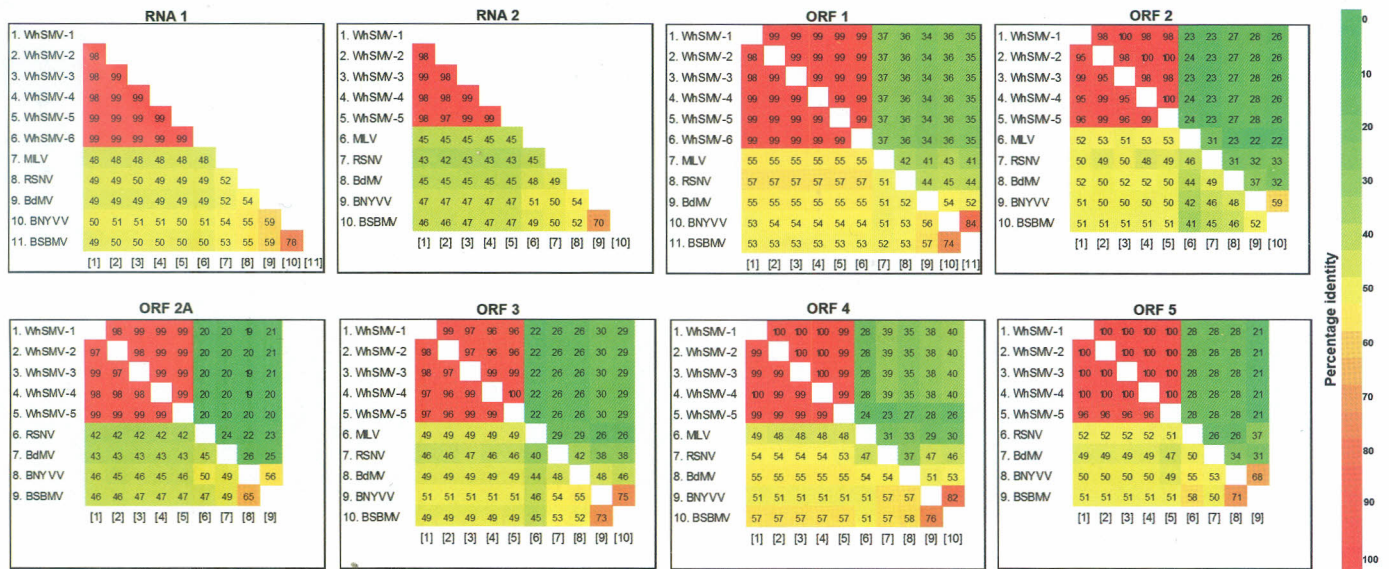 RNA 1
1. WhSMV-1
2. WhSMV-2 98
3. WhSMV-3 98 99
4. WhSMV-4 98 99 99
5. WhSMV-5 99 99 99 99
6. WhSMV-6 99 99 99 99 99
7. MILV 48 48 48 48 48 48
8. RSNV 49 49 50 49 49 49 52
9. BdMV 49 49 49 49 49 49 52 54
10. BNYVV 50 51 51 51 50 51 54 55 59
11. BSBMV 49 50 50 50 50 50 53 55 59 78
[1] [2] [3] [4] [5] [6] [7] [8] [9] [10] [11]
RNA 2
1. WhSMV-1
2. WhSMV-2 98
3. WhSMV-3 99 98
4. WhSMV-4 98 98 99
5. WhSMV-5 98 97 99 99
6. MILV 45 45 45 45 45
7. RSNV 43 42 43 43 43 45
8. BdMV 45 45 45 45 45 48 49
9. BNYVV 47 47 47 47 47 51 50 54
10. BSBMV 46 46 47 47 47 49 50 52 70
[1] [2] [3] [4] [5] [6] [7] [8] [9] [10]
ORF 1
1. WhSMV-1 99 99 99 99 99 37 36 34 36 35
2. WhSMV-2 98 99 99 99 99 37 36 34 36 35
3. WhSMV-3 98 99 99 99 99 37 36 34 36 35
4. WhSMV-4 99 99 99 99 99 37 36 34 36 35
5. WhSMV-5 99 99 99 99 99 37 36 34 36 35
6. WhSMV-6 99 99 99 99 99 37 36 34 36 35
7. MILV 55 55 55 55 55 55 42 41 43 41
8. RSNV 57 57 57 57 57 57 51 44 45 44
9. BdMV 53 53 53 53 53 53 51 52 54 52
10. BNYVV 53 54 54 54 54 54 53 53 56 84
11. BSBMV 53 53 53 53 53 53 52 53 57 74
[1] [2] [3] [4] [5] [6] [7] [8] [9] [10] [11]
ORF 2
1. WhSMV-1 98 100 98 98 23 23 27 28 26
2. WhSMV-2 95 98 100 100 24 23 27 28 26
3. WhSMV-3 99 95 98 98 23 23 27 28 26
4. WhSMV-4 96 99 95 100 24 23 27 28 26
5. WhSMV-5 96 99 96 99 24 23 27 28 26
6. MILV 52 53 51 53 53 31 23 22 22
7. RSNV 50 49 50 48 49 46 31 32 33
8. BdMV 52 50 52 52 50 44 49 37 32
9. BNYVV 51 50 50 50 50 42 46 48 59
10. BSBMV 50 51 51 51 51 41 45 46 52
[1] [2] [3] [4] [5] [6] [7] [8] [9] [10]
ORF 2A
1. WhSMV-1 98 99 99 99 20 20 19 21
2. WhSMV-2 97 98 99 99 20 20 19 21
3. WhSMV-3 99 97 99 99 20 20 19 21
4. WhSMV-4 98 98 98 99 20 20 19 20
5. WhSMV-5 99 99 99 99 20 20 20 20
6. RSNV 42 42 42 42 42 24 22 23
7. BdMV 43 43 43 43 43 45 26 25
8. BNYVV 46 45 46 45 46 50 49 56
9. BSBMV 46 46 47 47 47 47 49 65
[1] [2] [3] [4] [5] [6] [7] [8] [9]
ORF 3
1. WhSMV-1 99 97 96 96 22 26 26 30 29
2. WhSMV-2 98 97 96 96 22 26 26 30 29
3. WhSMV-3 98 97 99 99 22 26 26 30 29
4. WhSMV-4 97 96 99 100 22 26 26 30 29
5. WhSMV-5 97 96 99 99 22 26 26 30 29
6. MILV 49 49 49 49 49 29 29 26 26
7. RSNV 46 46 47 46 46 40 42 38 38
8. BdMV 49 49 49 49 49 44 48 48 46
9. BNYVV 51 51 51 51 51 46 54 55 75
10. BSBMV 49 49 49 49 49 45 53 52 73
[1] [2] [3] [4] [5] [6] [7] [8] [9] [10]
ORF 4
1. WhSMV-1 100 100 100 99 28 39 35 38 40
2. WhSMV-2 99 100 100 99 28 39 35 38 40
3. WhSMV-3 99 99 100 99 28 39 35 38 40
4. WhSMV-4 99 99 99 99 28 39 35 38 40
5. WhSMV-5 100 99 99 99 24 23 27 28 26
6. MILV 49 48 48 48 48 31 33 29 30
7. RSNV 54 54 54 54 53 47 37 47 46
8. BdMV 55 55 55 55 55 54 54 51 53
9. BNYVV 51 51 51 51 51 51 57 57 82
10. BSBMV 57 57 57 57 57 51 57 58 76
[1] [2] [3] [4] [5] [6] [7] [8] [9] [10]
ORF 5
1. WhSMV-1 100 100 100 100 28 28 28 21
2. WhSMV-2 100 100 100 100 28 28 28 21
3. WhSMV-3 100 100 100 100 28 28 28 21
4. WhSMV-4 100 100 100 100 28 28 28 21
5. WhSMV-5 96 96 96 96 28 28 28 21
6. RSNV 52 52 52 52 51 26 26 37
7. BdMV 49 49 49 49 47 50 34 31
8. BNYVV 50 50 50 50 49 55 53 68
9. BSBMV 51 51 51 51 51 58 50 71
[1] [2] [3] [4] [5] [6] [7] [8] [9]
0
10
20
30
40
50
60
70
80
90
100
Percentage identity